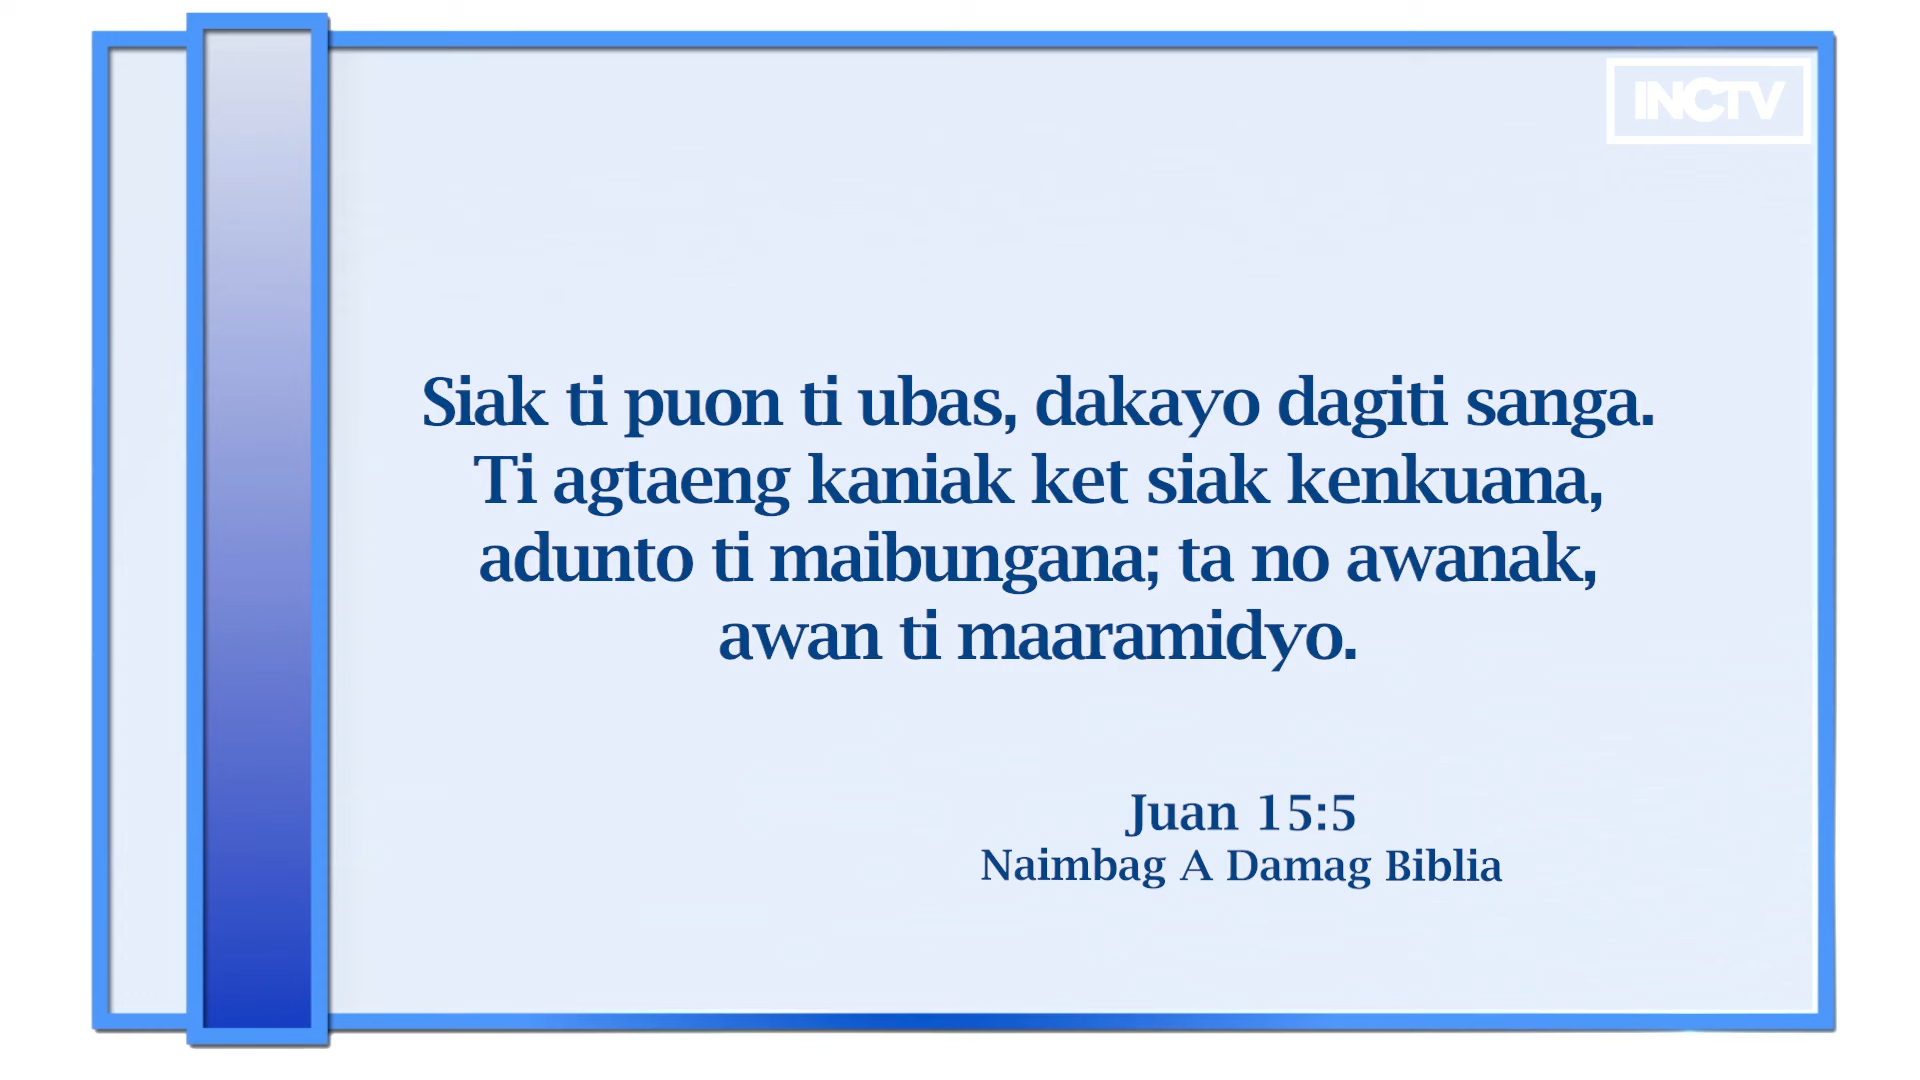 INCTV
Siak ti puon ti ubas, dakayo dagiti sanga.
Ti agtaeng kaniak ket siak kenkuana,
adunto ti maibungana; ta no awanak,
awan ti maaramidyo.
Juan 15:5
Naimbag A Damag Biblia